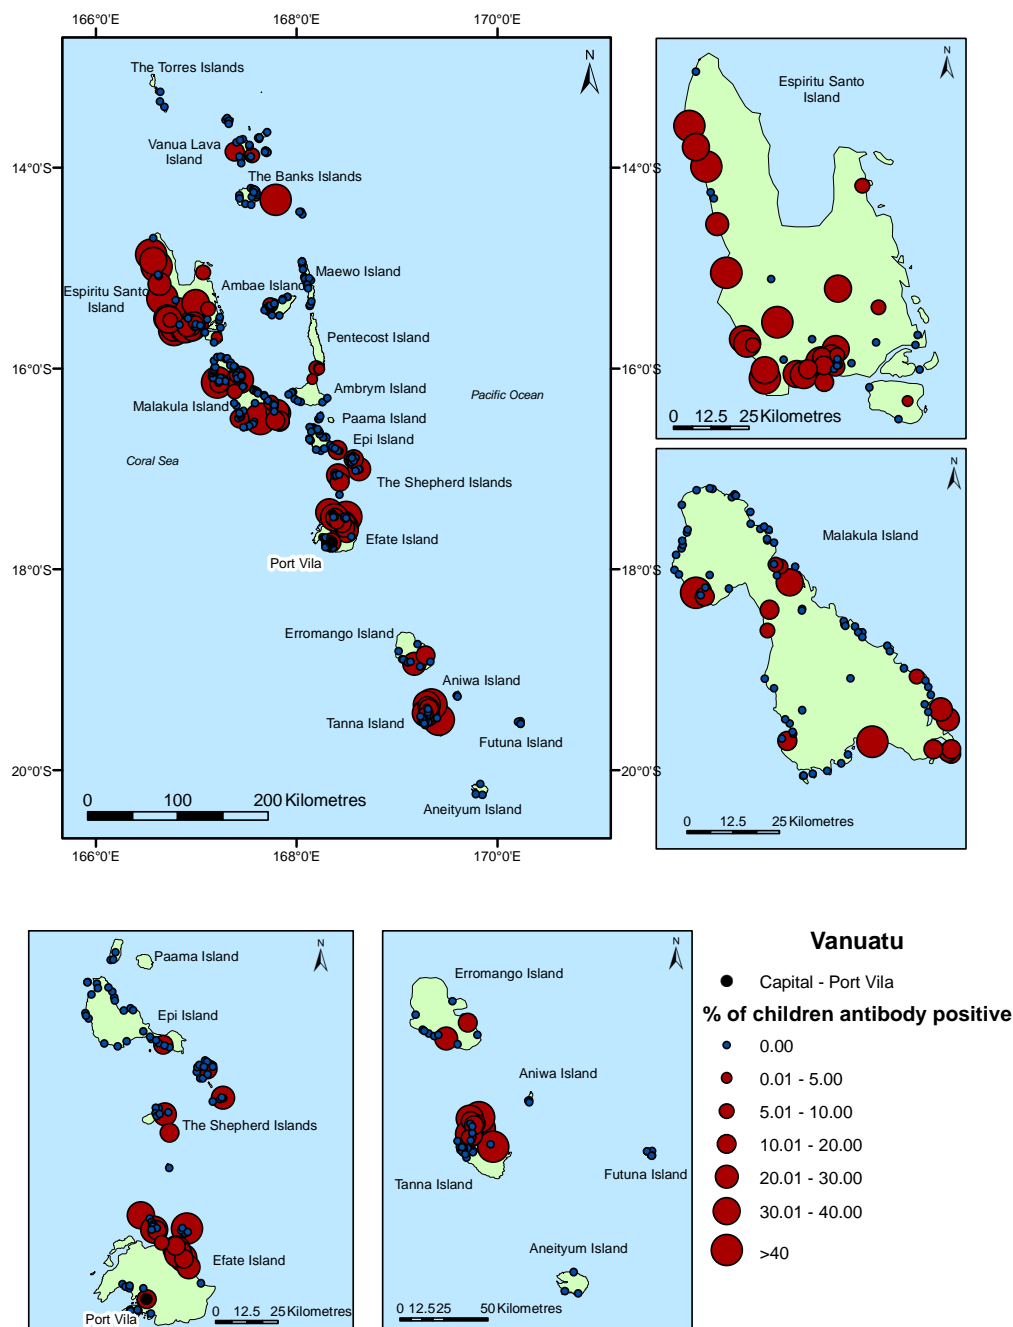 166°0'E
168°0'E
170°0'E
N
The Torres Islands
Vanua Lava
Island
The Banks Islands
14°0'S
Maewo Island
Ambae Island
Espiritu Santo
Island
Pentecost Island
16°0'S
Ambrym Island
Malakula Island
Pacific Ocean
Paama Island
Epi Island
Coral Sea
The Shepherd Islands
Efate Island
Port Vila
18°0'S
Erromango Island
Aniwa Island
Tanna Island
Futuna Island
20°0'S
0 100 200 Kilometres
Aneityum Island
166°0'E
168°0'E
170°0'E
N
Espiritu Santo
Island
14°0'S
16°0'S
0 12.5 25 Kilometres
N
Malakula Island
18°0'S
20°0'S
0 12.5 25 Kilometres
N
Paama Island
Epi Island
The Shepherd Islands
Efate Island
Port Vila
0 12.5 25 Kilometres
N
Erromango Island
Aniwa Island
Tanna Island
Futuna Island
Aneityum Island
0 12.525 50 Kilometres
Vanuatu
Capital - Port Vila
% of children antibody positive
0.00
0.01 - 5.00
5.01 - 10.00
10.01 - 20.00
20.01 - 30.00
30.01 - 40.00
>40